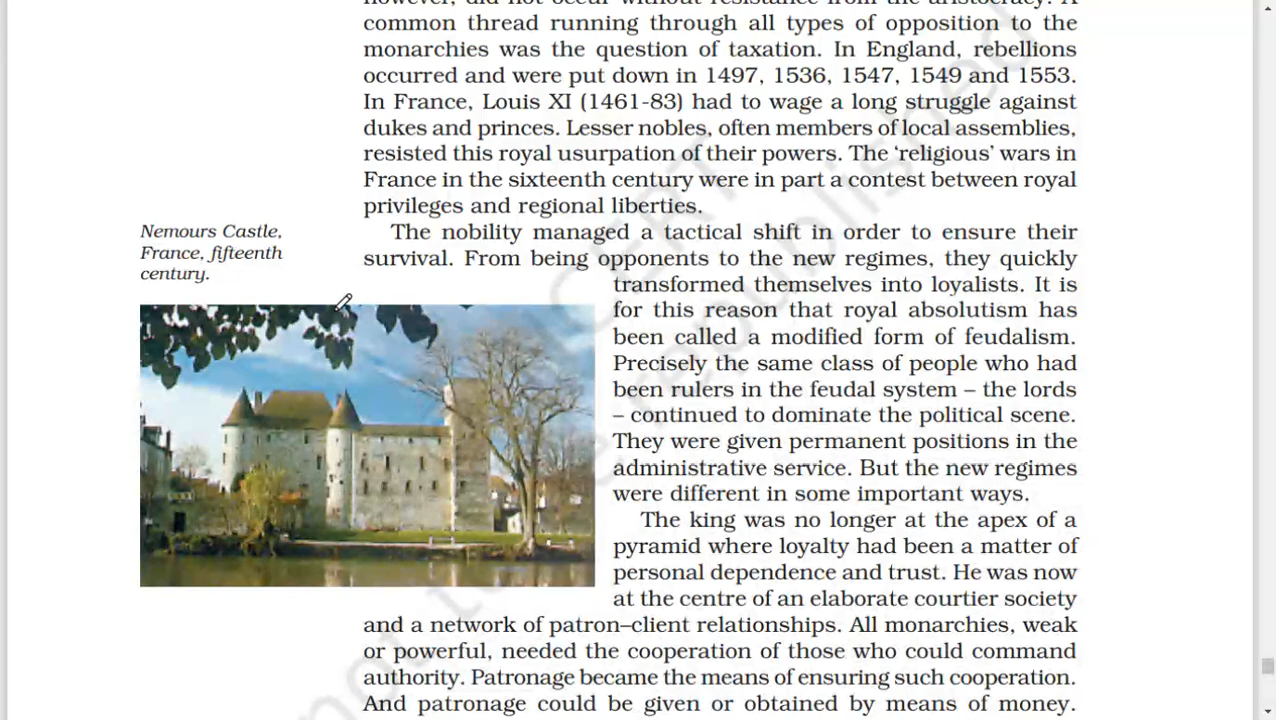 however, did not occur without resistance from the aristocracy. A
common thread running through all types of opposition to the
monarchies was the question of taxation. In England, rebellions
occurred and were put down in 1497, 1536, 1547, 1549 and 1553.
In France, Louis XI (1461-83) had to wage a long struggle against
dukes and princes. Lesser nobles, often members of local assemblies,
resisted this royal usurpation of their powers. The ‘religious’ wars in
France in the sixteenth century were in part a contest between royal
privileges and regional liberties.
Nemours Castle,
France, fifteenth
century.
The nobility managed a tactical shift in order to ensure their
survival. From being opponents to the new regimes, they quickly
transformed themselves into loyalists. It is
for this reason that royal absolutism has
been called a modified form of feudalism.
Precisely the same class of people who had
been rulers in the feudal system – the lords
– continued to dominate the political scene.
They were given permanent positions in the
administrative service. But the new regimes
were different in some important ways.
The king was no longer at the apex of a
pyramid where loyalty had been a matter of
personal dependence and trust. He was now
at the centre of an elaborate courtier society
and a network of patron–client relationships. All monarchies, weak
or powerful, needed the cooperation of those who could command
authority. Patronage became the means of ensuring such cooperation.
And patronage could be given or obtained by means of money.